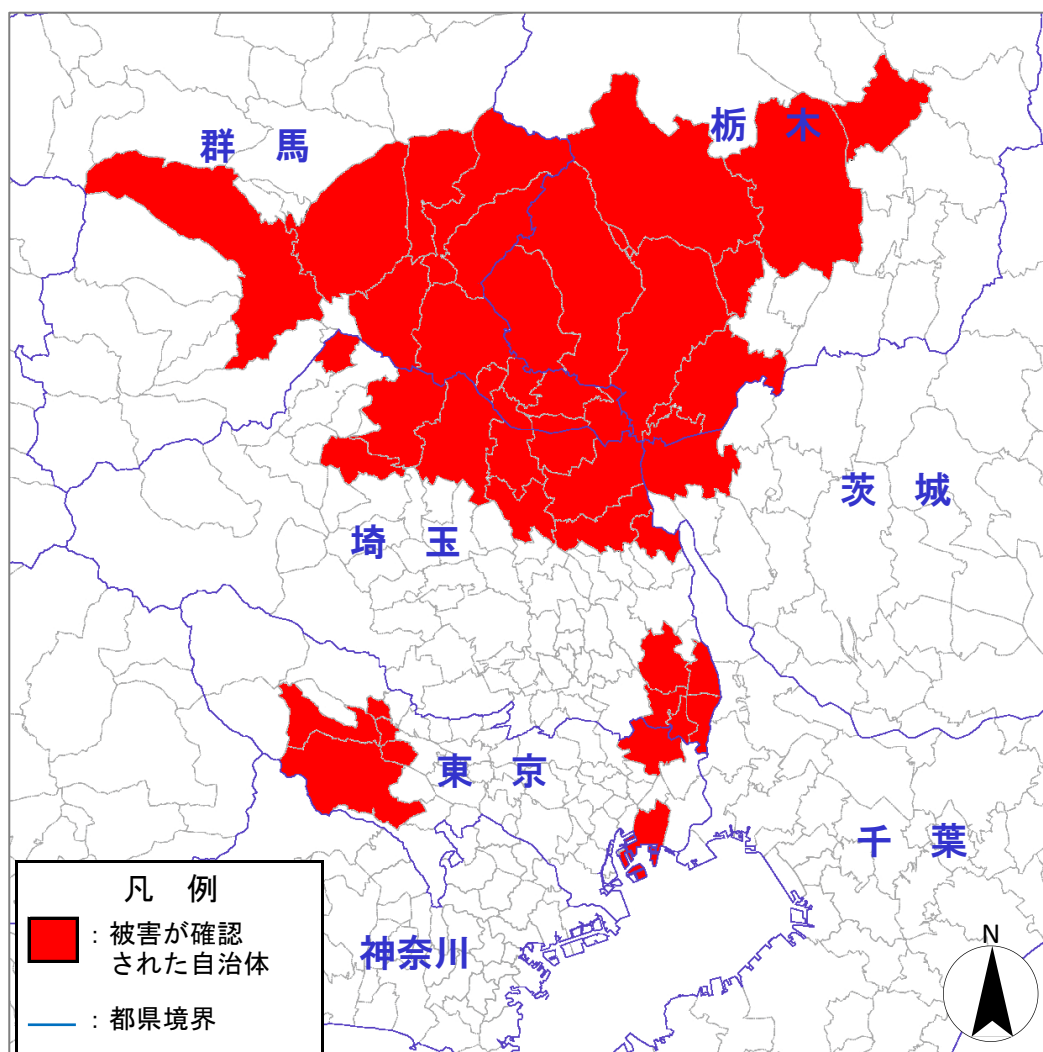 群 馬
栃 木
茨 城
埼 玉
東 京
千 葉
神奈川
凡 例
：被害が確認
された自治体
：都県境界
N